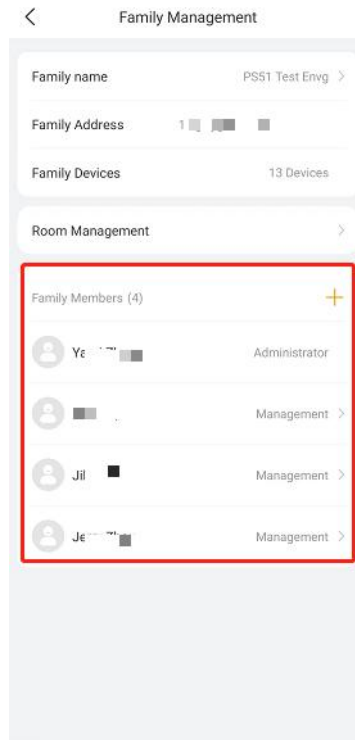 Family Management
Family name PS51 Test Envg
Family Address 1
Family Devices 13 Devices
Room Management
Family Members (4)
Administrator
Management
Management
Management